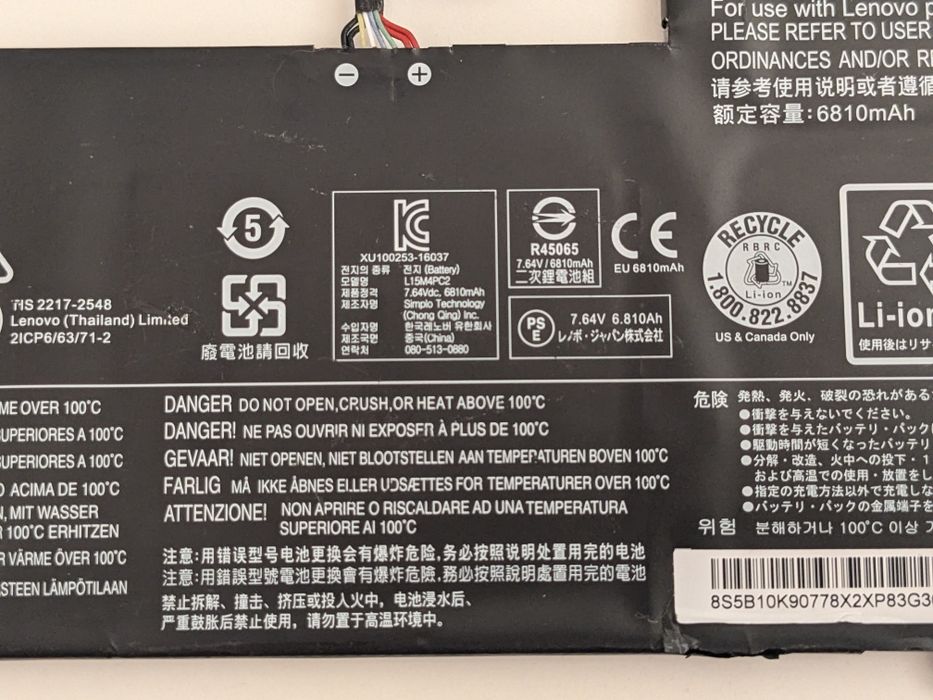 For use with Lenovo
PLEASE REFER TO USER
ORDINANCES AND/OR
请参考使用说明或者遵循
额定容量:6810mAh
− +
5
XU100253-16037
전지의 종류 전지 (Battery)
모델명 L15M4PC2
제품정격 7.64Vdc, 6810mAh
제조자명 Simplo Technology
(Chong Qing) Inc.
수입자명 한국레노버 유한회사
제조국명 중국(China)
연락처 080-513-0880
R45065
7.64V / 6810mAh
二次鋰電池組
CE
EU 6810mAh
PS
E
7.64V 6.810Ah
レノボ・ジャパン株式会社
RECYCLE
RBRC
Li-ion
TM
1.800.822.8837
US & Canada Only
Li-ion
使用後はリサ
TIS 2217-2548
Lenovo (Thailand) Limited
2ICP6/63/71-2
廢電池請回收
ME OVER 100°C
SUPERIORES A 100°C
SUPERIORES A 100°C
O ACIMA DE 100°C
N, MIT WASSER
R 100°C ERHITZEN
R VÄRME ÖVER 100°C
STEEN LÄMPÖTILAAN
DANGER DO NOT OPEN,CRUSH,OR HEAT ABOVE 100°C
DANGER! NE PAS OUVRIR NI EXPOSER À PLUS DE 100°C
GEVAAR! NIET OPENEN, NIET BLOOTSTELLEN AAN TEMPERATUREN BOVEN 100°C
FARLIG MÅ IKKE ÅBNES ELLER UDSÆTTES FOR TEMPERATURER OVER 100°C
ATTENZIONE! NON APRIRE O RISCALDARE AD UNA TEMPERATURA
SUPERIORE AI 100°C
注意:用错误型号电池更换会有爆炸危险,务必按照说明处置用完的电池
注意:用錯誤型號電池更換會有爆炸危險,務必按照說明處置用完的電池
禁止拆解、撞击、挤压或投入火中,电池浸水后、
严重鼓胀后禁止使用,请勿置于高温环境中。
危険 発熱、発火、破裂の恐れがある
●衝撃を与えないでください。
●衝撃を与えたバッテリ・パック
●駆動時間が短くなったバッテリ
●分解・改造、火中への投下・1
および高温での使用・放置をし
●指定の充電方法以外で充電しな
●バッテリ・パックの金属端子を
위험 분해하거나 100°C 이상
8S5B10K90778X2XP83G3